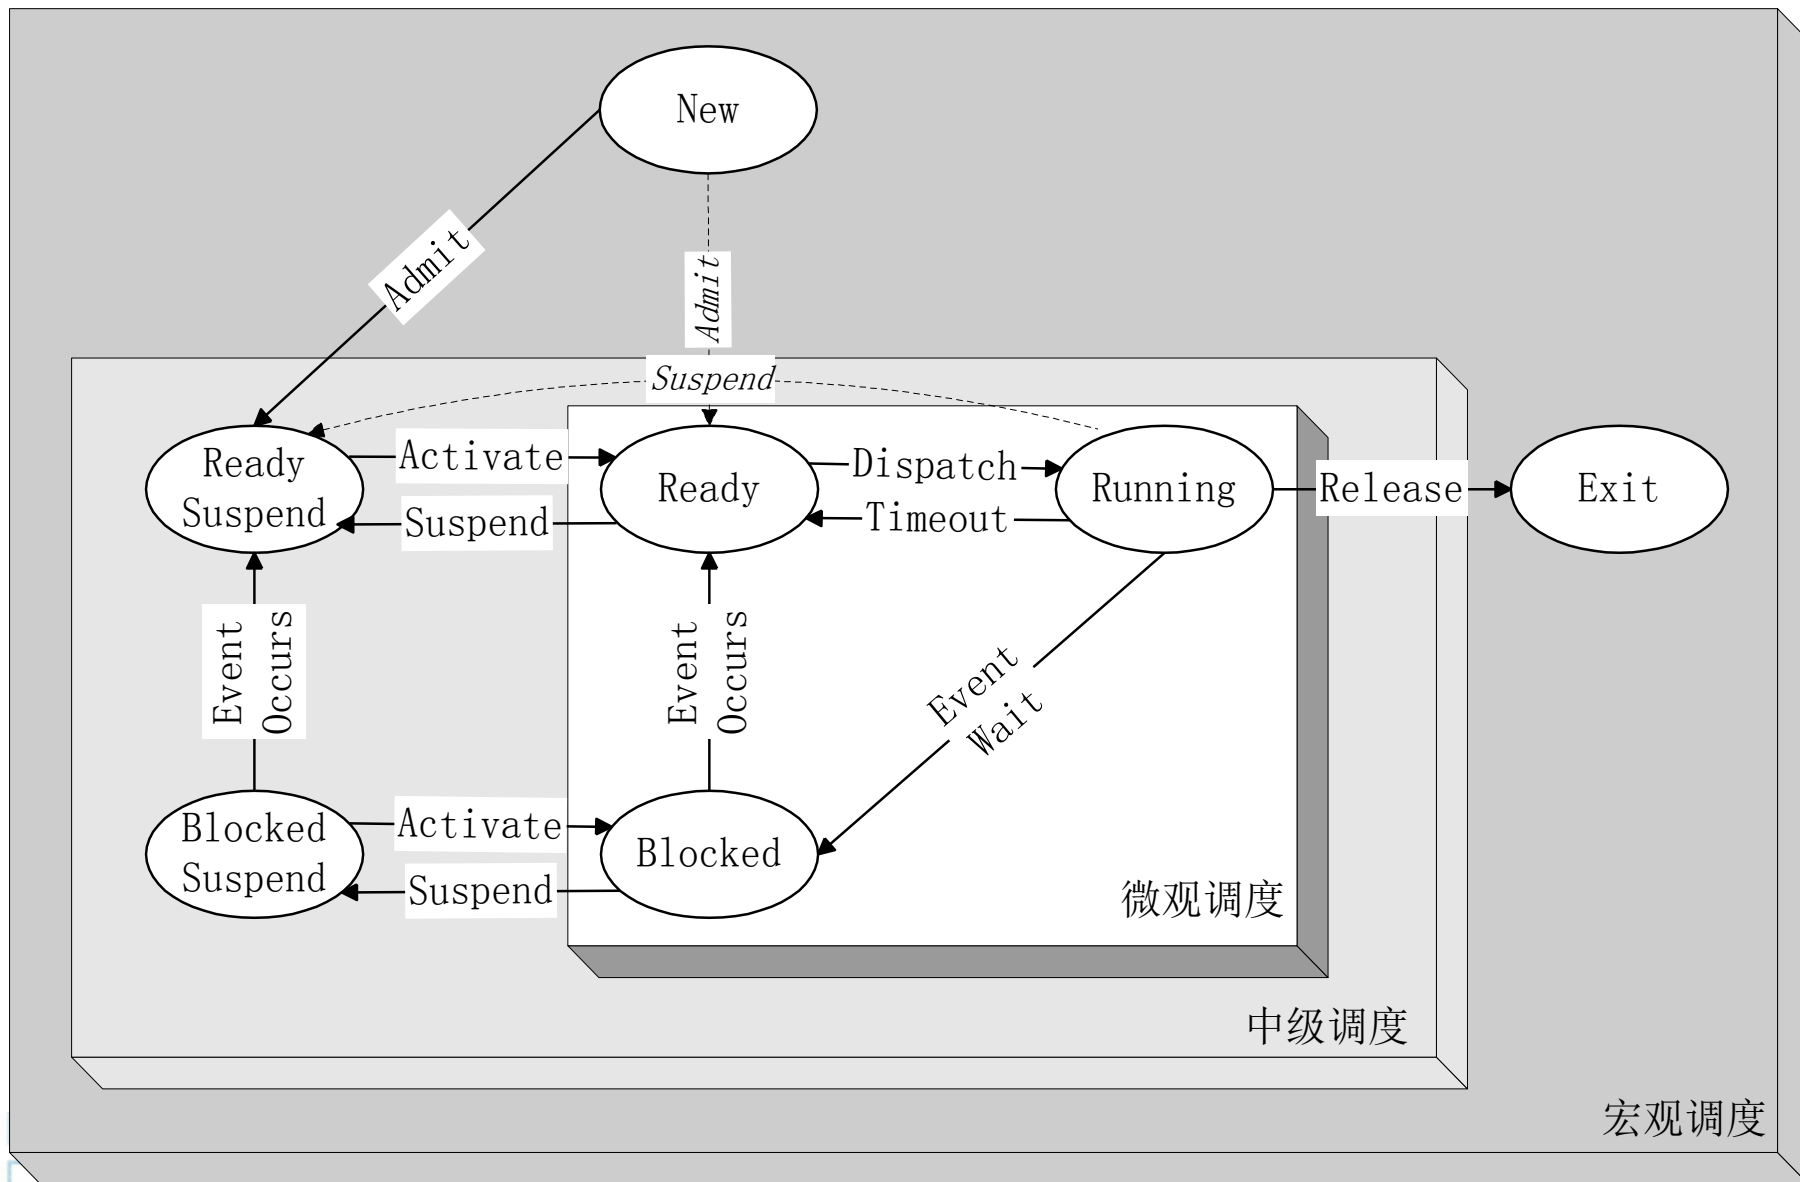 New
Admit
Admit
Suspend
Ready
Suspend
Activate
Suspend
Ready
Dispatch
Timeout
Running
Release
Exit
Event
Occurs
Event
Occurs
Event
Wait
Blocked
Suspend
Activate
Suspend
Blocked
微观调度
中级调度
宏观调度